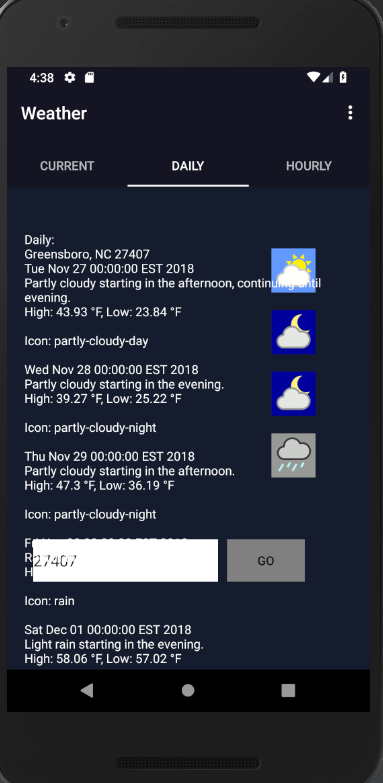 4:38
Weather
CURRENT DAILY HOURLY
Daily:
Greensboro, NC 27407
Tue Nov 27 00:00:00 EST 2018
Partly cloudy starting in the afternoon, continuing until
evening.
High: 43.93 °F, Low: 23.84 °F
Icon: partly-cloudy-day
Wed Nov 28 00:00:00 EST 2018
Partly cloudy starting in the evening.
High: 39.27 °F, Low: 25.22 °F
Icon: partly-cloudy-night
Thu Nov 29 00:00:00 EST 2018
Partly cloudy starting in the afternoon.
High: 47.3 °F, Low: 36.19 °F
Icon: partly-cloudy-night
27407 GO
Icon: rain
Sat Dec 01 00:00:00 EST 2018
Light rain starting in the evening.
High: 58.06 °F, Low: 57.02 °F